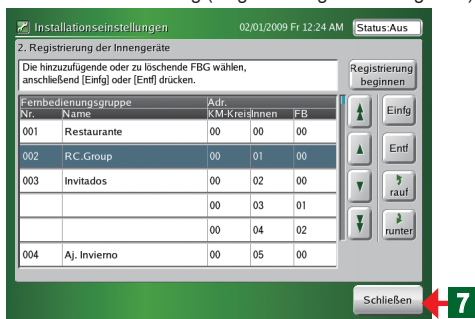 Installationseinstellungen 02/01/2009 Fr 12:24 AM Status:Aus
2. Registrierung der Innengeräte
Die hinzuzufügende oder zu löschende FBG wählen,
anschließend [Einfg] oder [Entf] drücken.
Registrierung
beginnen
Fernbedienungsgruppe Adr.
Nr. Name KM-Kreis Innen FB
001 Restaurante 00 00 00
002 RC.Group 00 01 00
003 Invitados 00 02 00
00 03 01
00 04 02
004 Aj. Invierno 00 05 00
Einfg
Entf
rauf
runter
Schließen 7